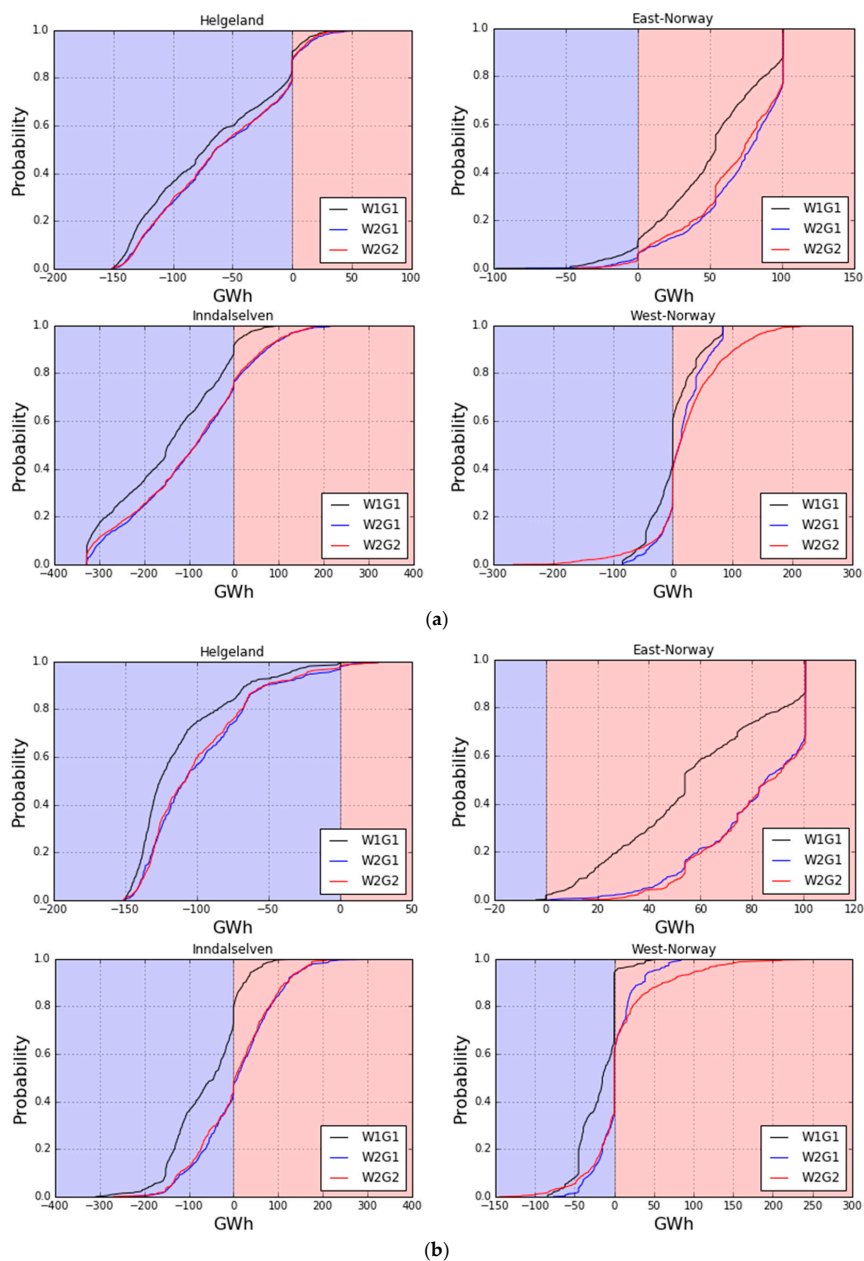 Helgeland
Probability
1.0
0.8
0.6
0.4
0.2
0.0
−200 −150 −100 −50 0 50 100
GWh
W1G1
W2G1
W2G2
East-Norway
Probability
1.0
0.8
0.6
0.4
0.2
0.0
−100 −50 0 50 100 150
GWh
W1G1
W2G1
W2G2
Inndalselven
Probability
1.0
0.8
0.6
0.4
0.2
0.0
−400 −300 −200 −100 0 100 200 300 400
GWh
W1G1
W2G1
W2G2
West-Norway
Probability
1.0
0.8
0.6
0.4
0.2
0.0
−300 −200 −100 0 100 200 300
GWh
W1G1
W2G1
W2G2
(a)
Helgeland
Probability
1.0
0.8
0.6
0.4
0.2
0.0
−200 −150 −100 −50 0 50
GWh
W1G1
W2G1
W2G2
East-Norway
Probability
1.0
0.8
0.6
0.4
0.2
0.0
−20 0 20 40 60 80 100 120
GWh
W1G1
W2G1
W2G2
Inndalselven
Probability
1.0
0.8
0.6
0.4
0.2
0.0
−400 −300 −200 −100 0 100 200 300 400
GWh
W1G1
W2G1
W2G2
West-Norway
Probability
1.0
0.8
0.6
0.4
0.2
0.0
−150 −100 −50 0 50 100 150 200 250 300
GWh
W1G1
W2G1
W2G2
(b)